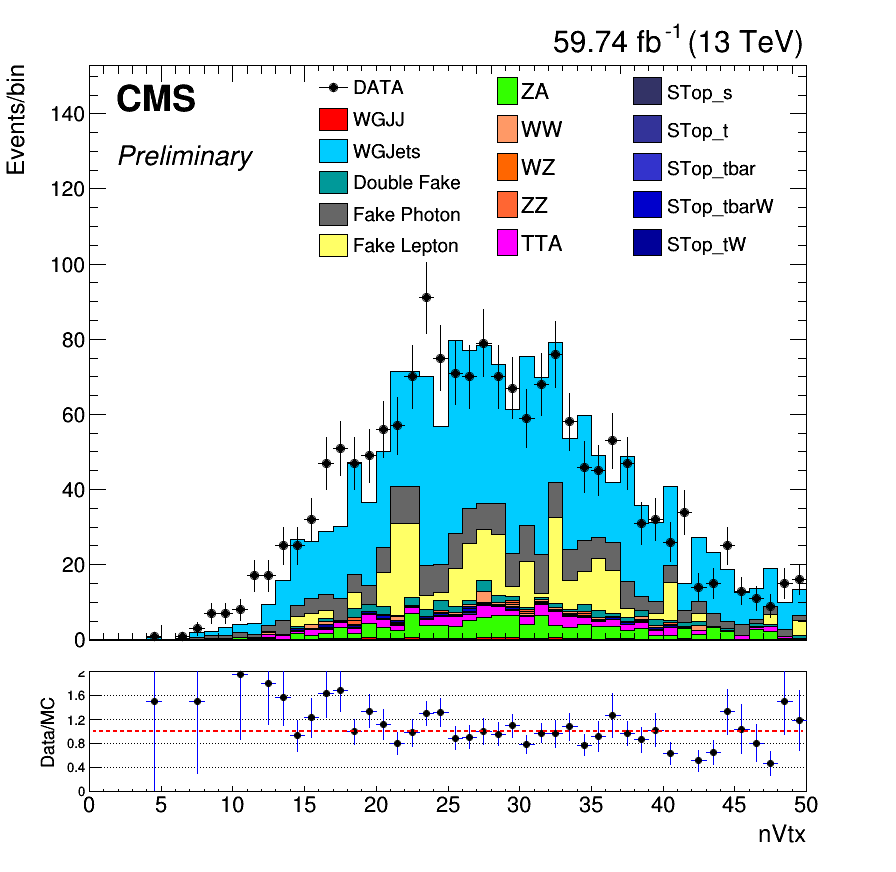 59.74 fb⁻¹ (13 TeV)
Events/bin
CMS
Preliminary
DATA
WGJJ
WGJets
Double Fake
Fake Photon
Fake Lepton
ZA
WW
WZ
ZZ
TTA
STop_s
STop_t
STop_tbar
STop_tbarW
STop_tW
140
120
100
80
60
40
20
0
Data/MC
2
1.6
1.2
0.8
0.4
0
0 5 10 15 20 25 30 35 40 45 50
nVtx